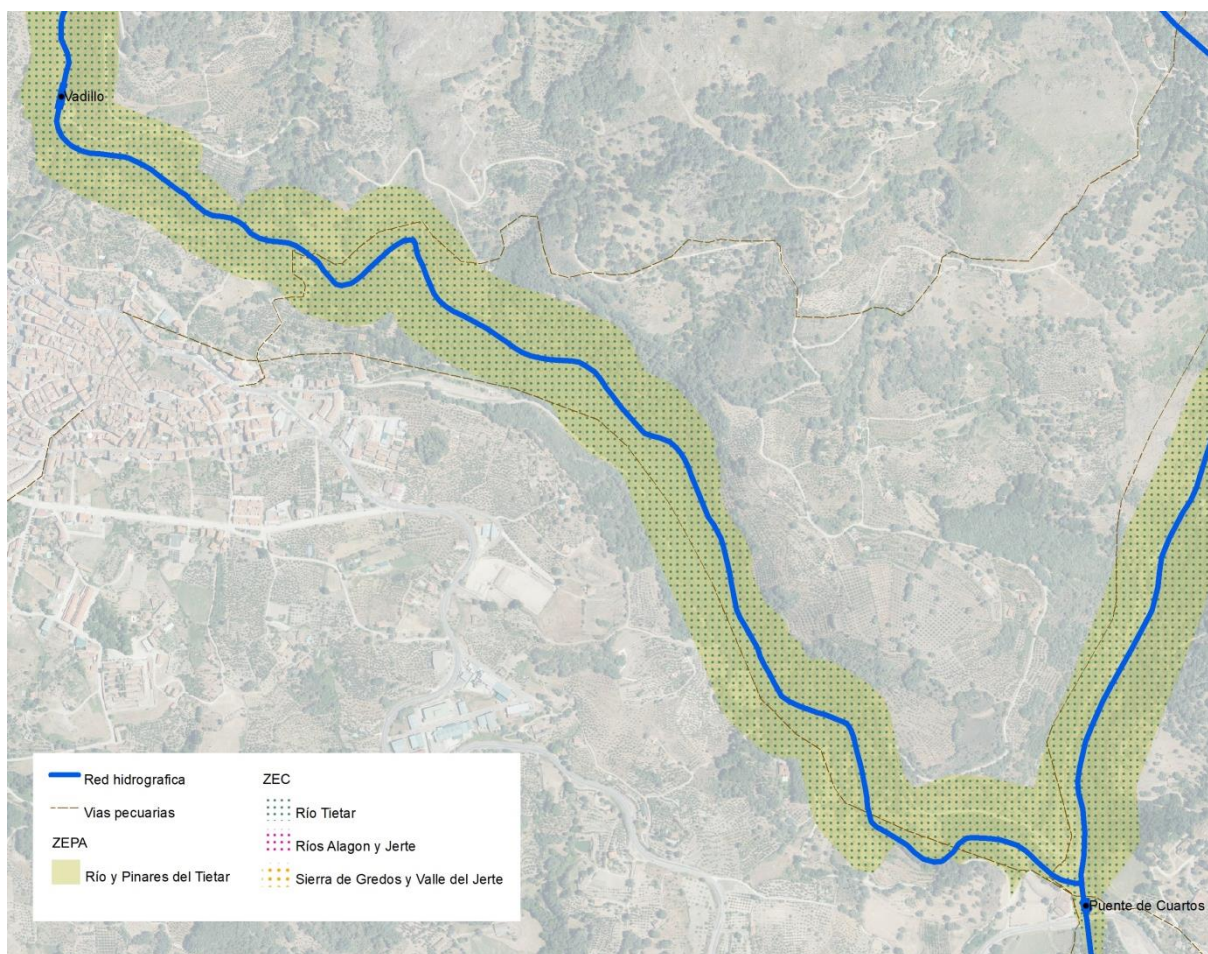 Vadillo
Red hidrografica
Vias pecuarias
ZEPA
Río y Pinares del Tietar
ZEC
Río Tietar
Ríos Alagon y Jerte
Sierra de Gredos y Valle del Jerte
Puente de Cuartos